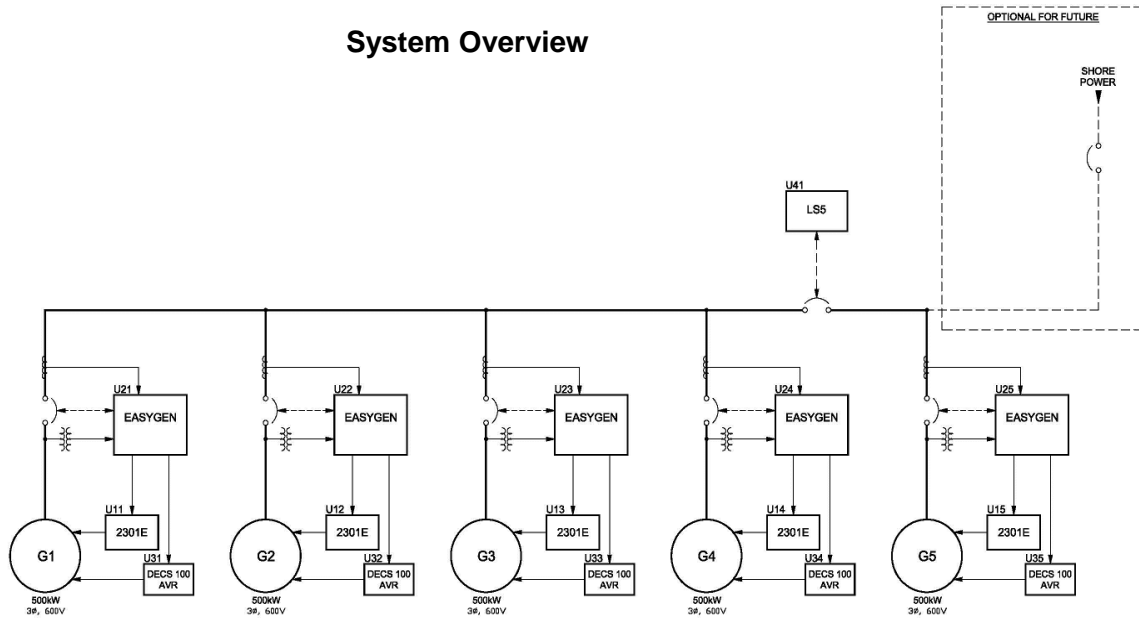 System Overview
OPTIONAL FOR FUTURE
SHORE
POWER
U41
LS5
U21
EASYGEN
U22
EASYGEN
U23
EASYGEN
U24
EASYGEN
U25
EASYGEN
U11
2301E
U12
2301E
U13
2301E
U14
2301E
U15
2301E
G1
G2
G3
G4
G5
U31
DECS 100
AVR
U32
DECS 100
AVR
U33
DECS 100
AVR
U34
DECS 100
AVR
U35
DECS 100
AVR
500kW
3ø, 600V
500kW
3ø, 600V
500kW
3ø, 600V
500kW
3ø, 600V
500kW
3ø, 600V